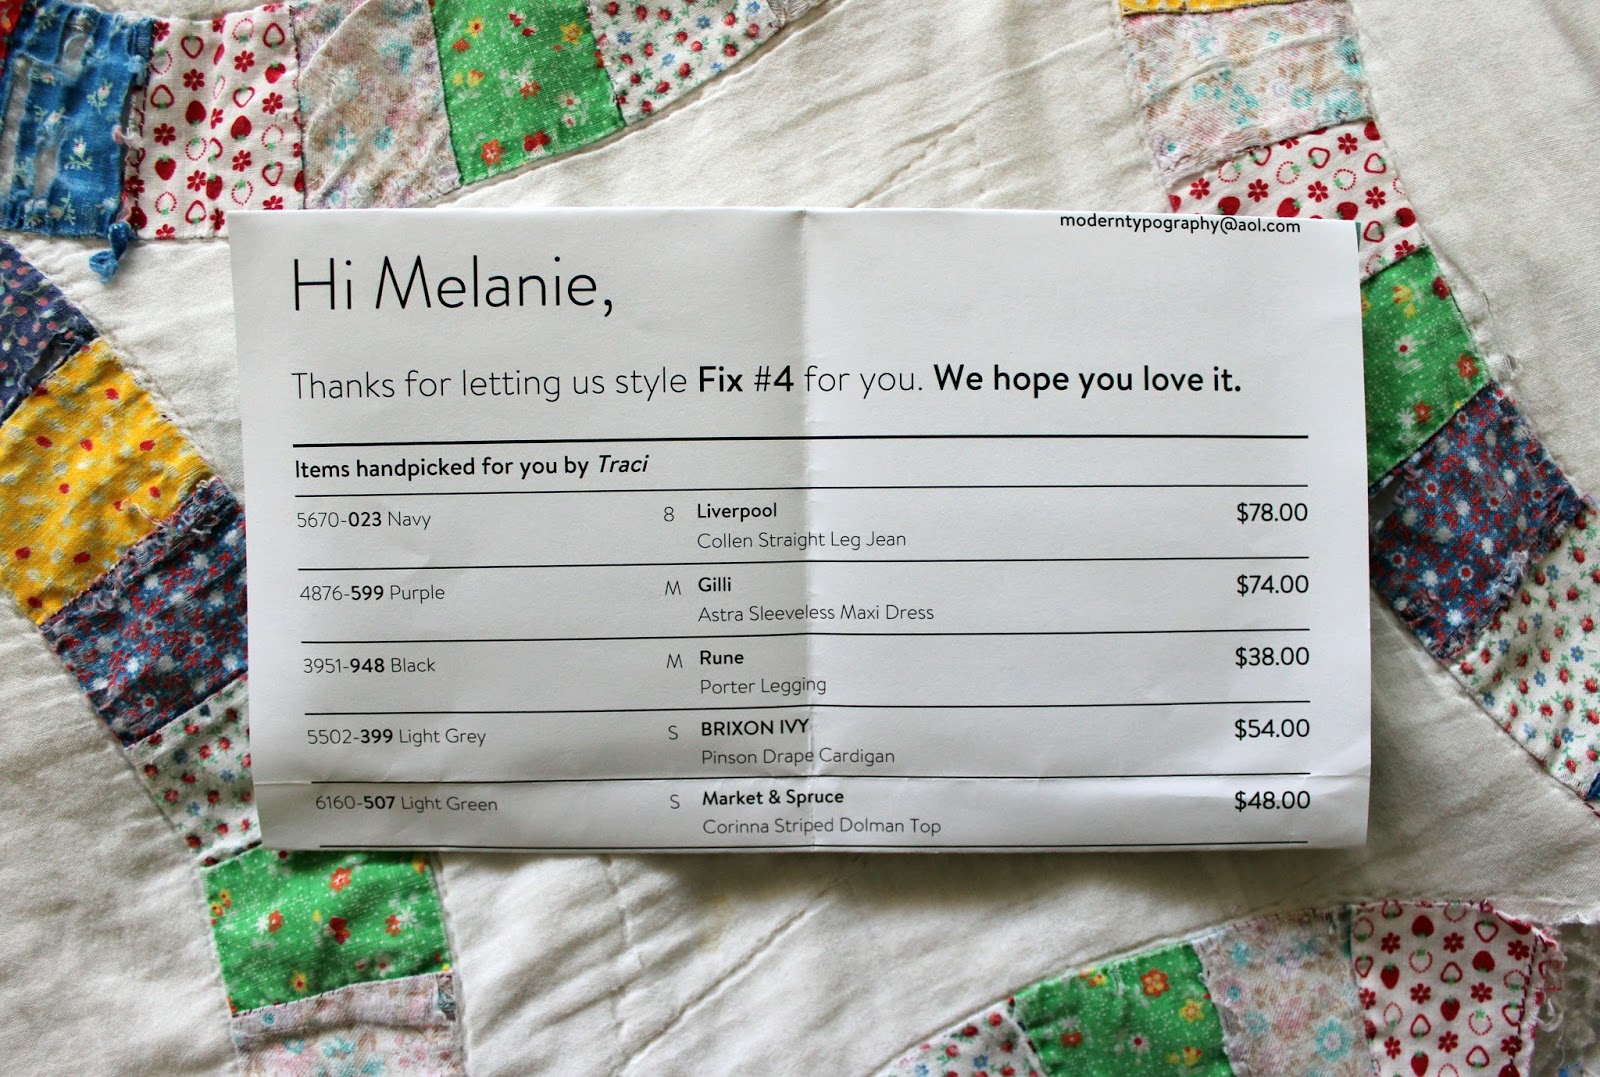 moderntypography@aol.com
Hi Melanie,
Thanks for letting us style Fix #4 for you. We hope you love it.
Items handpicked for you by Traci
5670-023 Navy 8 Liverpool $78.00
Collen Straight Leg Jean
4876-599 Purple M Gilli $74.00
Astra Sleeveless Maxi Dress
3951-948 Black M Rune $38.00
Porter Legging
5502-399 Light Grey S BRIXON IVY $54.00
Pinson Drape Cardigan
6160-507 Light Green S Market & Spruce $48.00
Corinna Striped Dolman Top